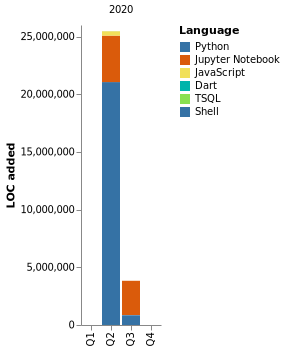 2020
Language
Python
Jupyter Notebook
JavaScript
Dart
TSQL
Shell
LOC added
25,000,000
20,000,000
15,000,000
10,000,000
5,000,000
0
Q1
Q2
Q3
Q4